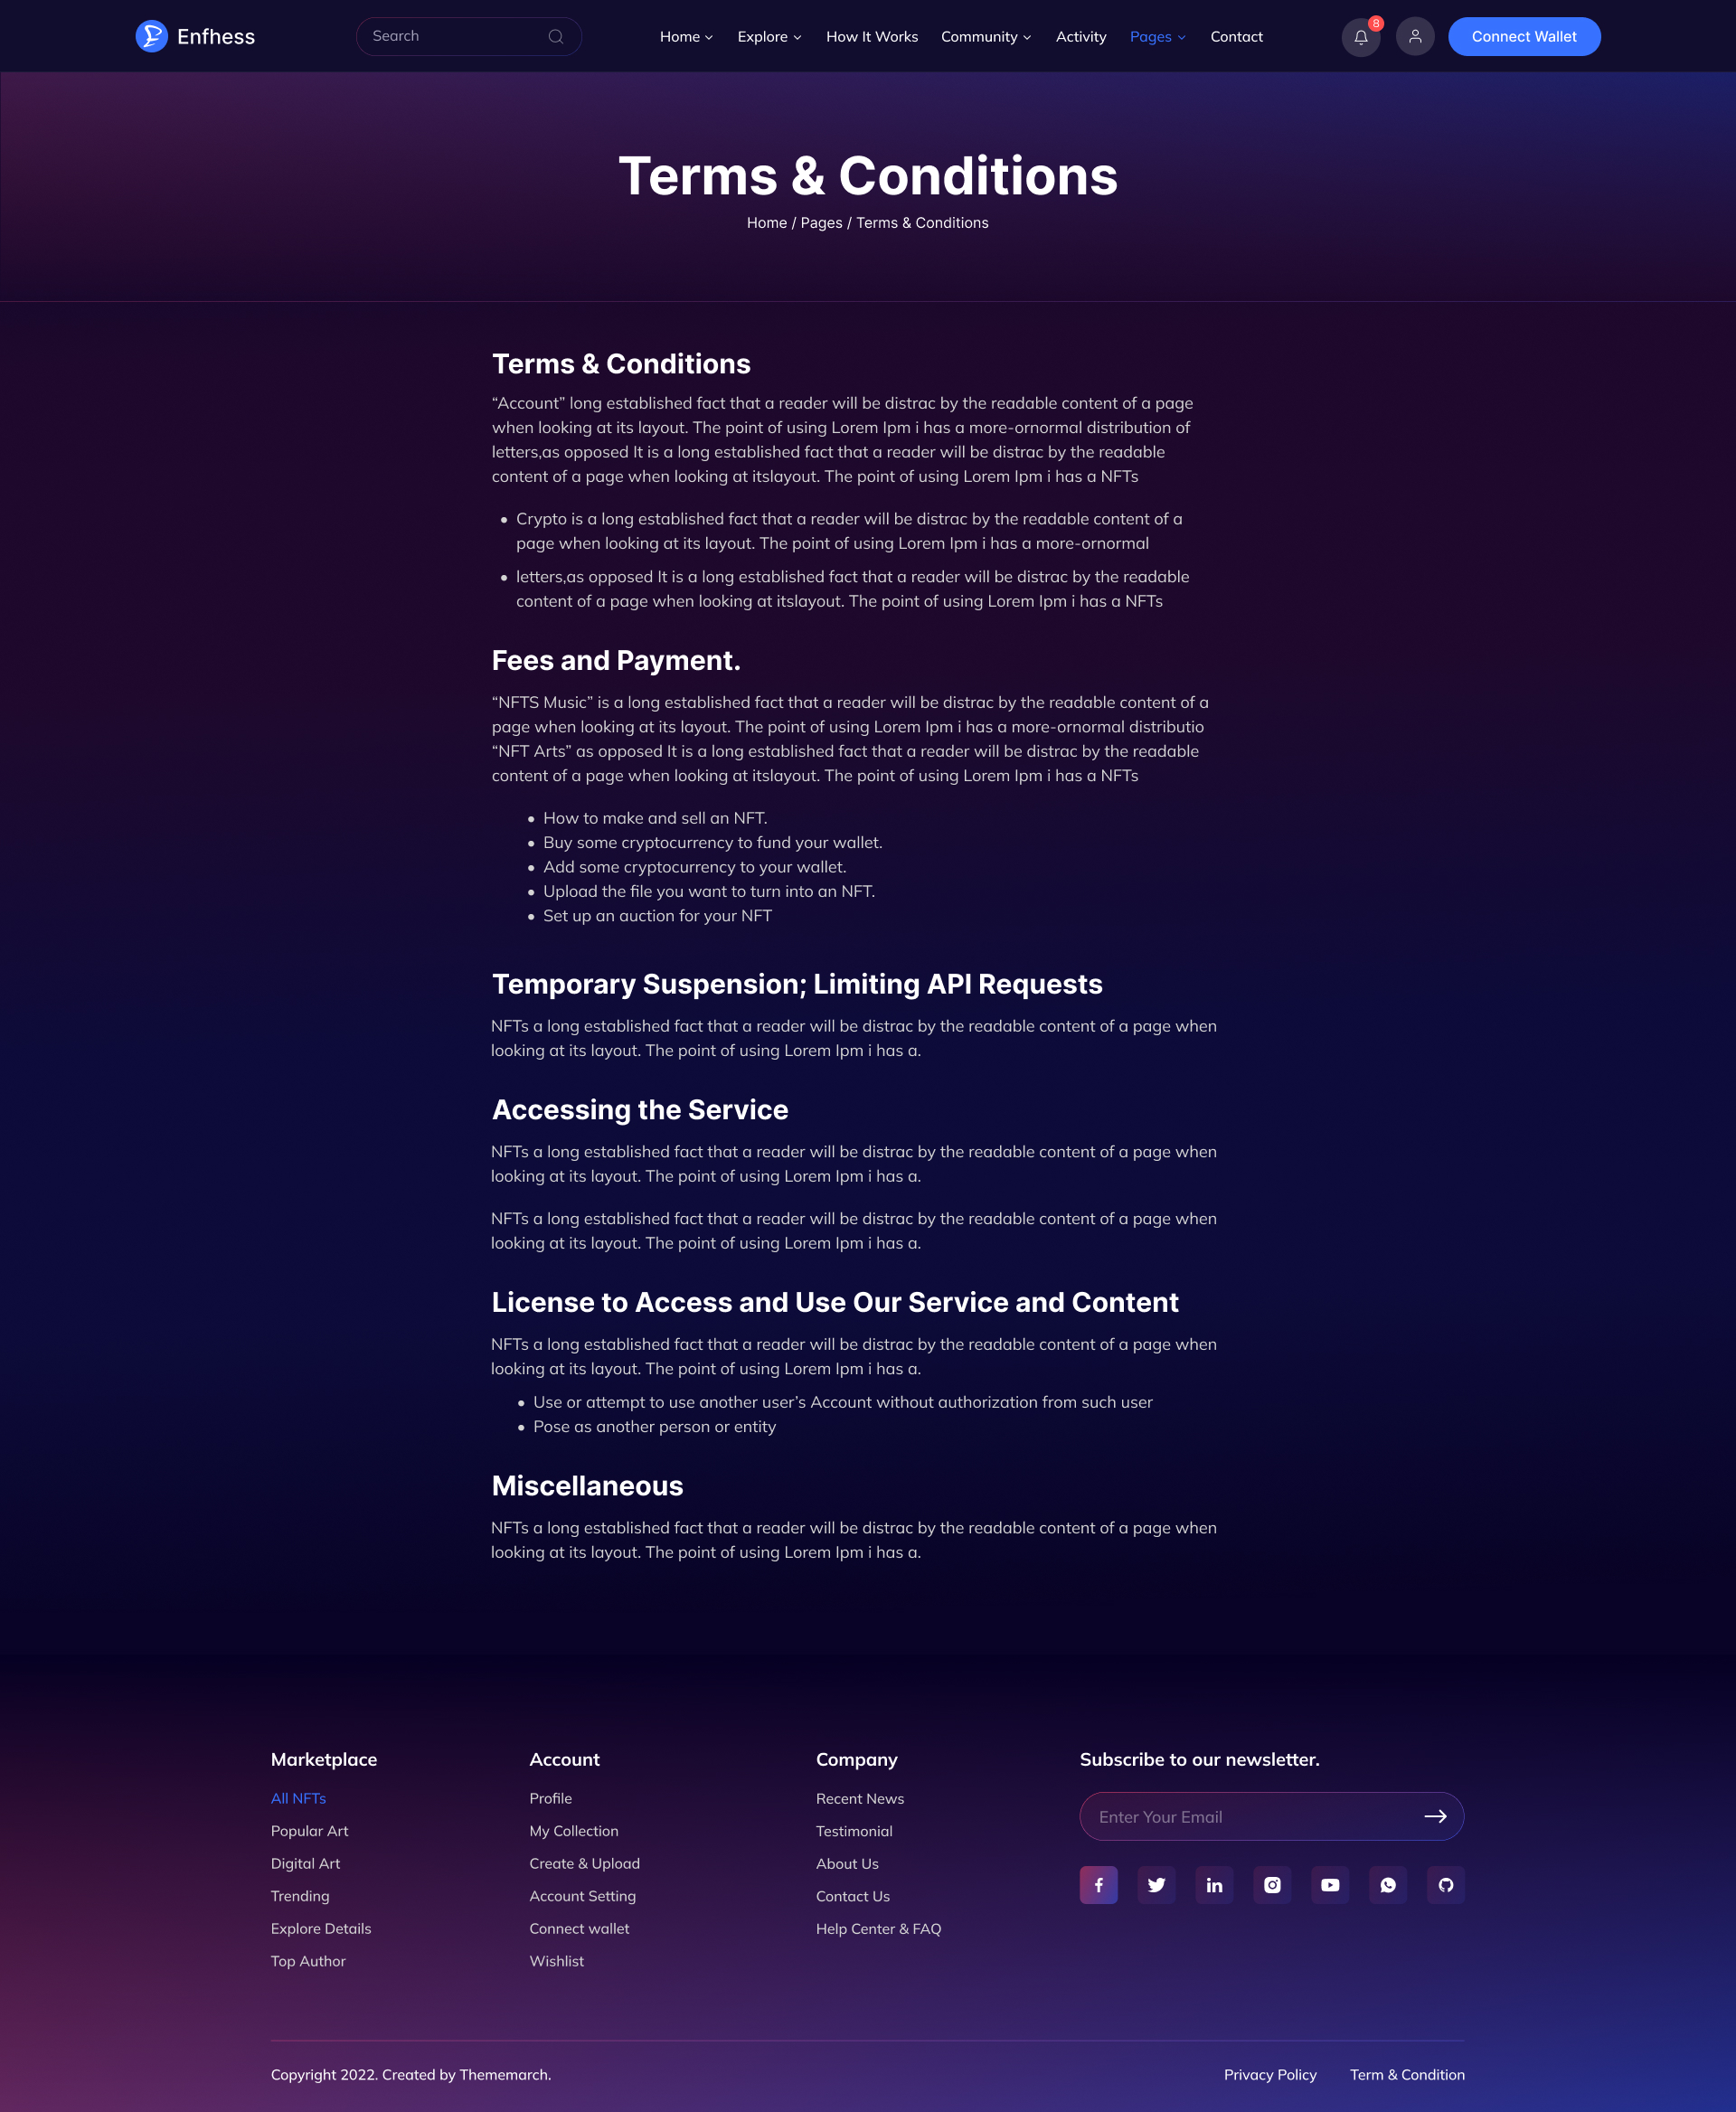 Enfhess
Search
Home
Explore
How It Works
Community
Activity
Pages
Contact
8
Connect Wallet
Terms & Conditions
Home / Pages / Terms & Conditions
Terms & Conditions
“Account” long established fact that a reader will be distrac by the readable content of a page
when looking at its layout. The point of using Lorem Ipm i has a more-ornormal distribution of
letters,as opposed It is a long established fact that a reader will be distrac by the readable
content of a page when looking at itslayout. The point of using Lorem Ipm i has a NFTs
• Crypto is a long established fact that a reader will be distrac by the readable content of a
page when looking at its layout. The point of using Lorem Ipm i has a more-ornormal
• letters,as opposed It is a long established fact that a reader will be distrac by the readable
content of a page when looking at itslayout. The point of using Lorem Ipm i has a NFTs
Fees and Payment.
“NFTS Music” is a long established fact that a reader will be distrac by the readable content of a
page when looking at its layout. The point of using Lorem Ipm i has a more-ornormal distributio
“NFT Arts” as opposed It is a long established fact that a reader will be distrac by the readable
content of a page when looking at itslayout. The point of using Lorem Ipm i has a NFTs
• How to make and sell an NFT.
• Buy some cryptocurrency to fund your wallet.
• Add some cryptocurrency to your wallet.
• Upload the file you want to turn into an NFT.
• Set up an auction for your NFT
Temporary Suspension; Limiting API Requests
NFTs a long established fact that a reader will be distrac by the readable content of a page when
looking at its layout. The point of using Lorem Ipm i has a.
Accessing the Service
NFTs a long established fact that a reader will be distrac by the readable content of a page when
looking at its layout. The point of using Lorem Ipm i has a.
NFTs a long established fact that a reader will be distrac by the readable content of a page when
looking at its layout. The point of using Lorem Ipm i has a.
License to Access and Use Our Service and Content
NFTs a long established fact that a reader will be distrac by the readable content of a page when
looking at its layout. The point of using Lorem Ipm i has a.
• Use or attempt to use another user’s Account without authorization from such user
• Pose as another person or entity
Miscellaneous
NFTs a long established fact that a reader will be distrac by the readable content of a page when
looking at its layout. The point of using Lorem Ipm i has a.
Marketplace
All NFTs
Popular Art
Digital Art
Trending
Explore Details
Top Author
Account
Profile
My Collection
Create & Upload
Account Setting
Connect wallet
Wishlist
Company
Recent News
Testimonial
About Us
Contact Us
Help Center & FAQ
Subscribe to our newsletter.
Enter Your Email
Copyright 2022. Created by Thememarch.
Privacy Policy
Term & Condition